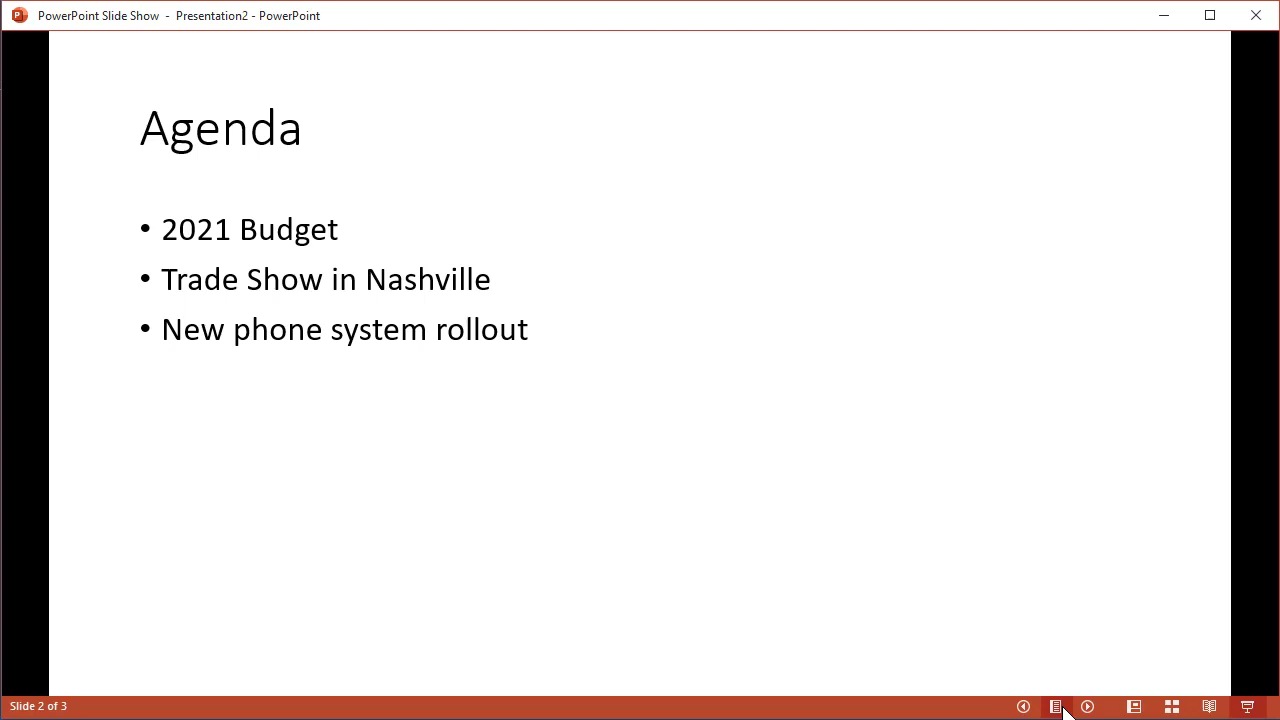 PowerPoint Slide Show - Presentation2 - PowerPoint
Agenda
• 2021 Budget
• Trade Show in Nashville
• New phone system rollout
Slide 2 of 3